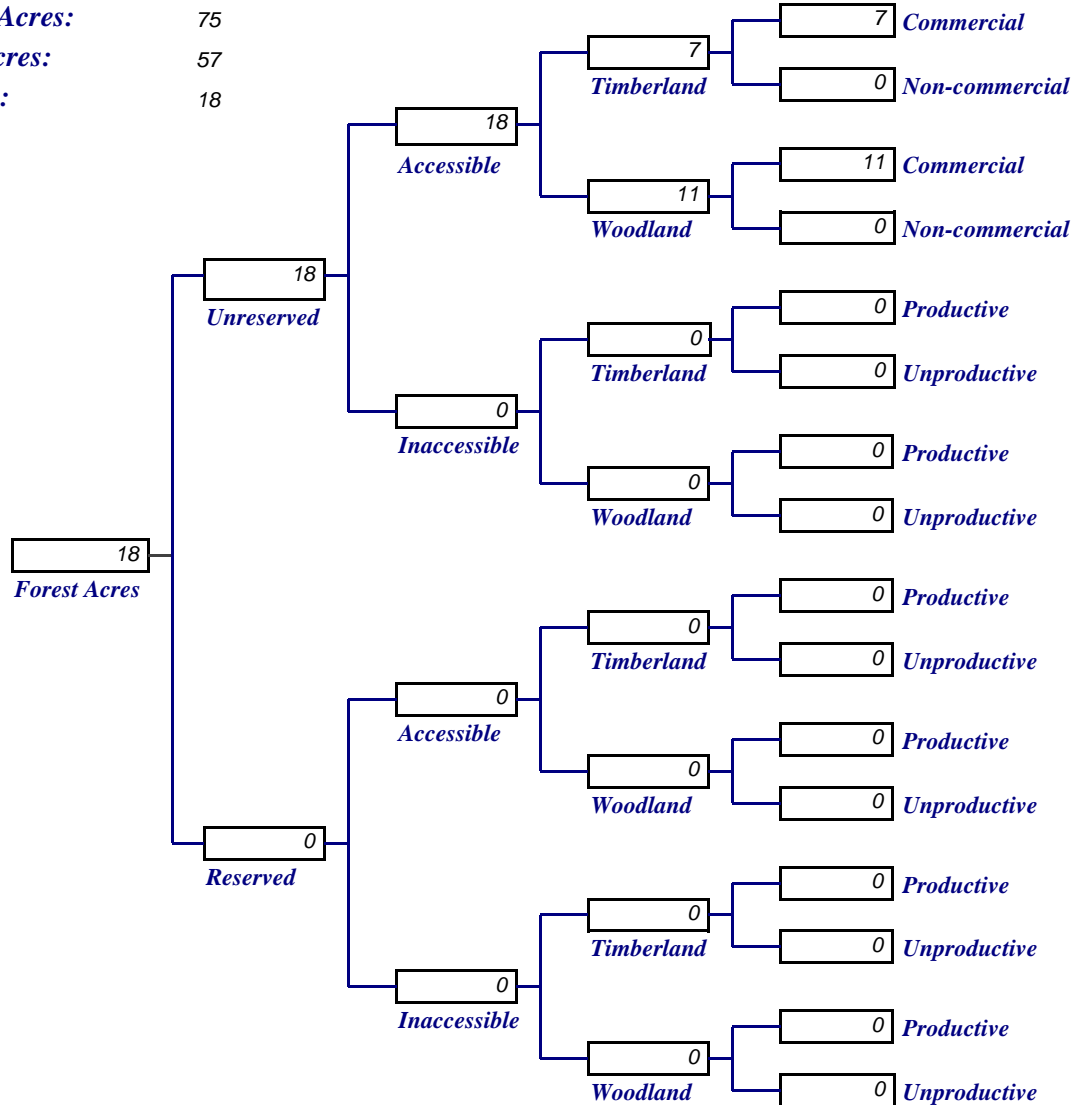 Acres: 75
cres: 57
: 18
7 Commercial
7
Timberland
0 Non-commercial
18
Accessible
11 Commercial
11
Woodland
0 Non-commercial
18
Unreserved
0 Productive
0
Timberland
0 Unproductive
0
Inaccessible
0 Productive
0
Woodland
0 Unproductive
18
Forest Acres
0 Productive
0
Timberland
0 Unproductive
0
Accessible
0 Productive
0
Woodland
0 Unproductive
0
Reserved
0 Productive
0
Timberland
0 Unproductive
0
Inaccessible
0 Productive
0
Woodland
0 Unproductive